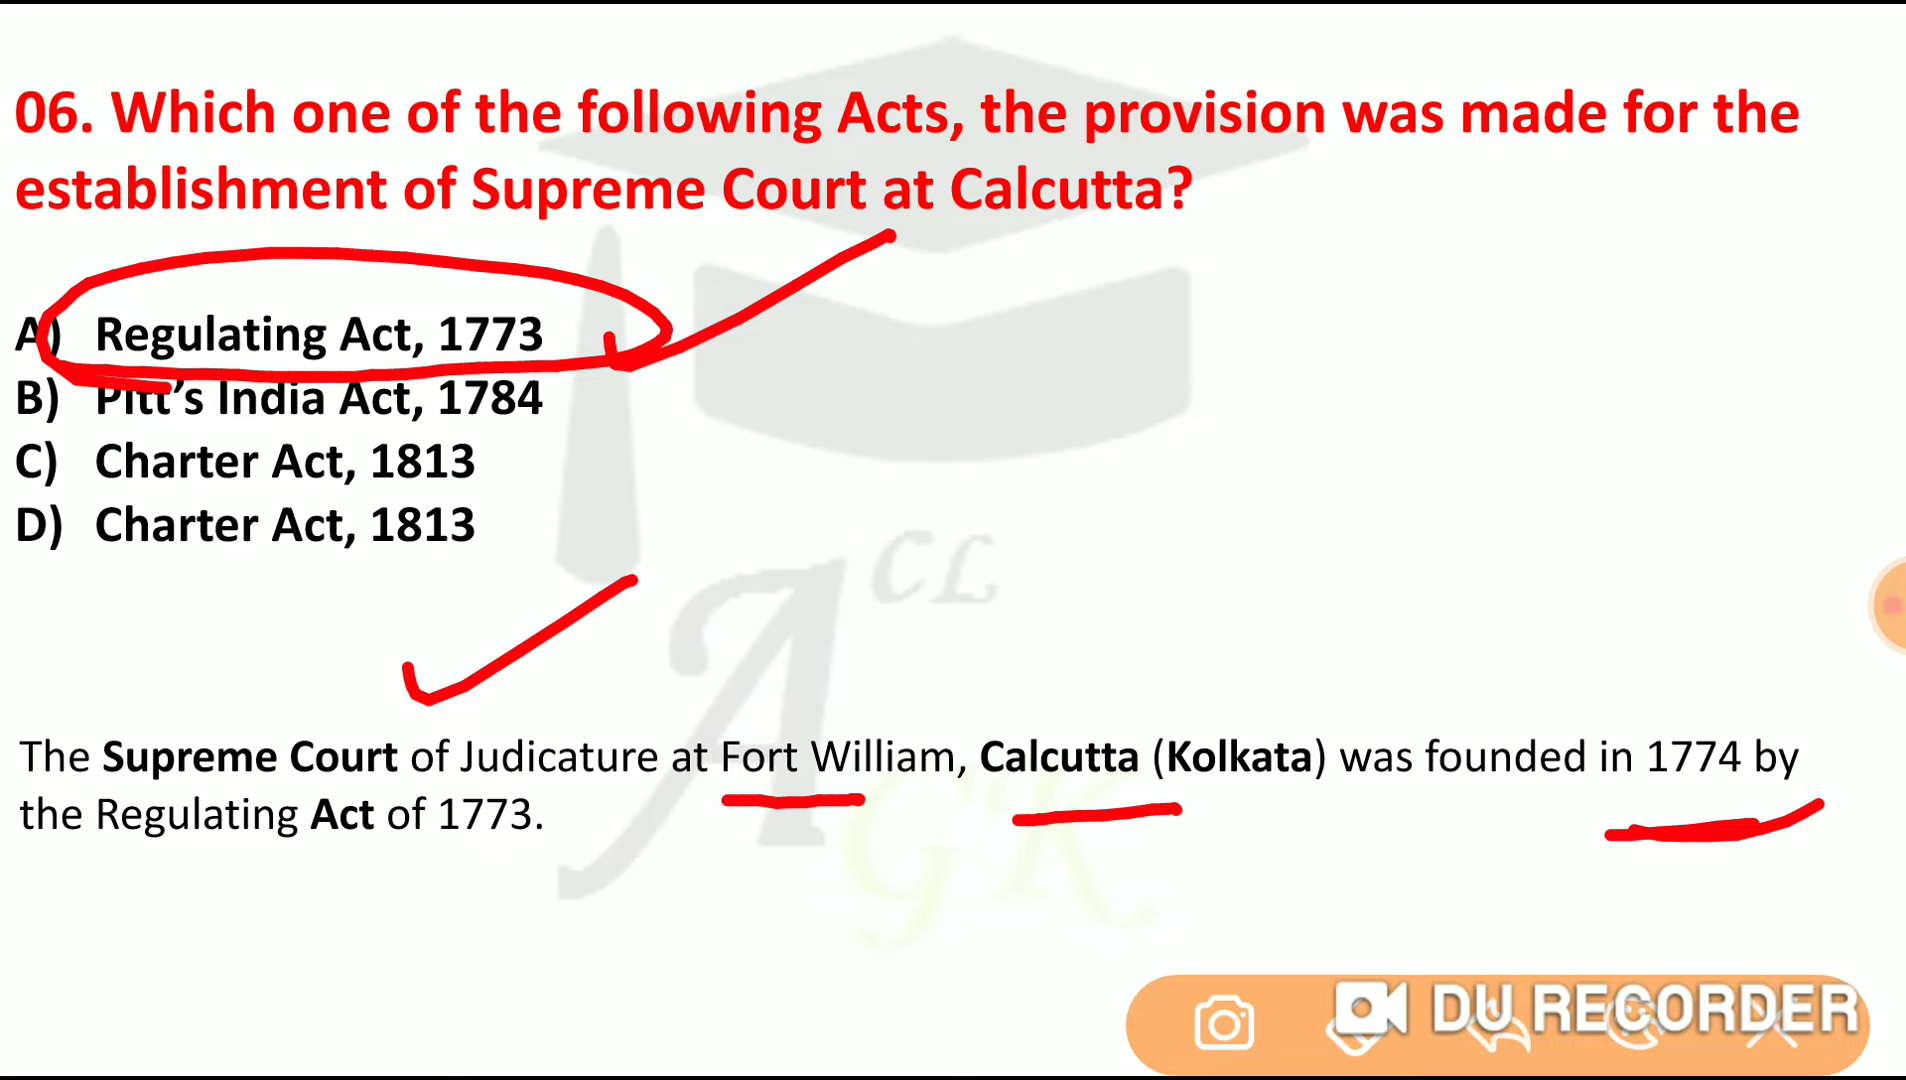 06. Which one of the following Acts, the provision was made for the
establishment of Supreme Court at Calcutta?
A) Regulating Act, 1773
B) Pitt's India Act, 1784
C) Charter Act, 1813
D) Charter Act, 1813
A CL
GK
The Supreme Court of Judicature at Fort William, Calcutta (Kolkata) was founded in 1774 by
the Regulating Act of 1773.
DU RECORDER